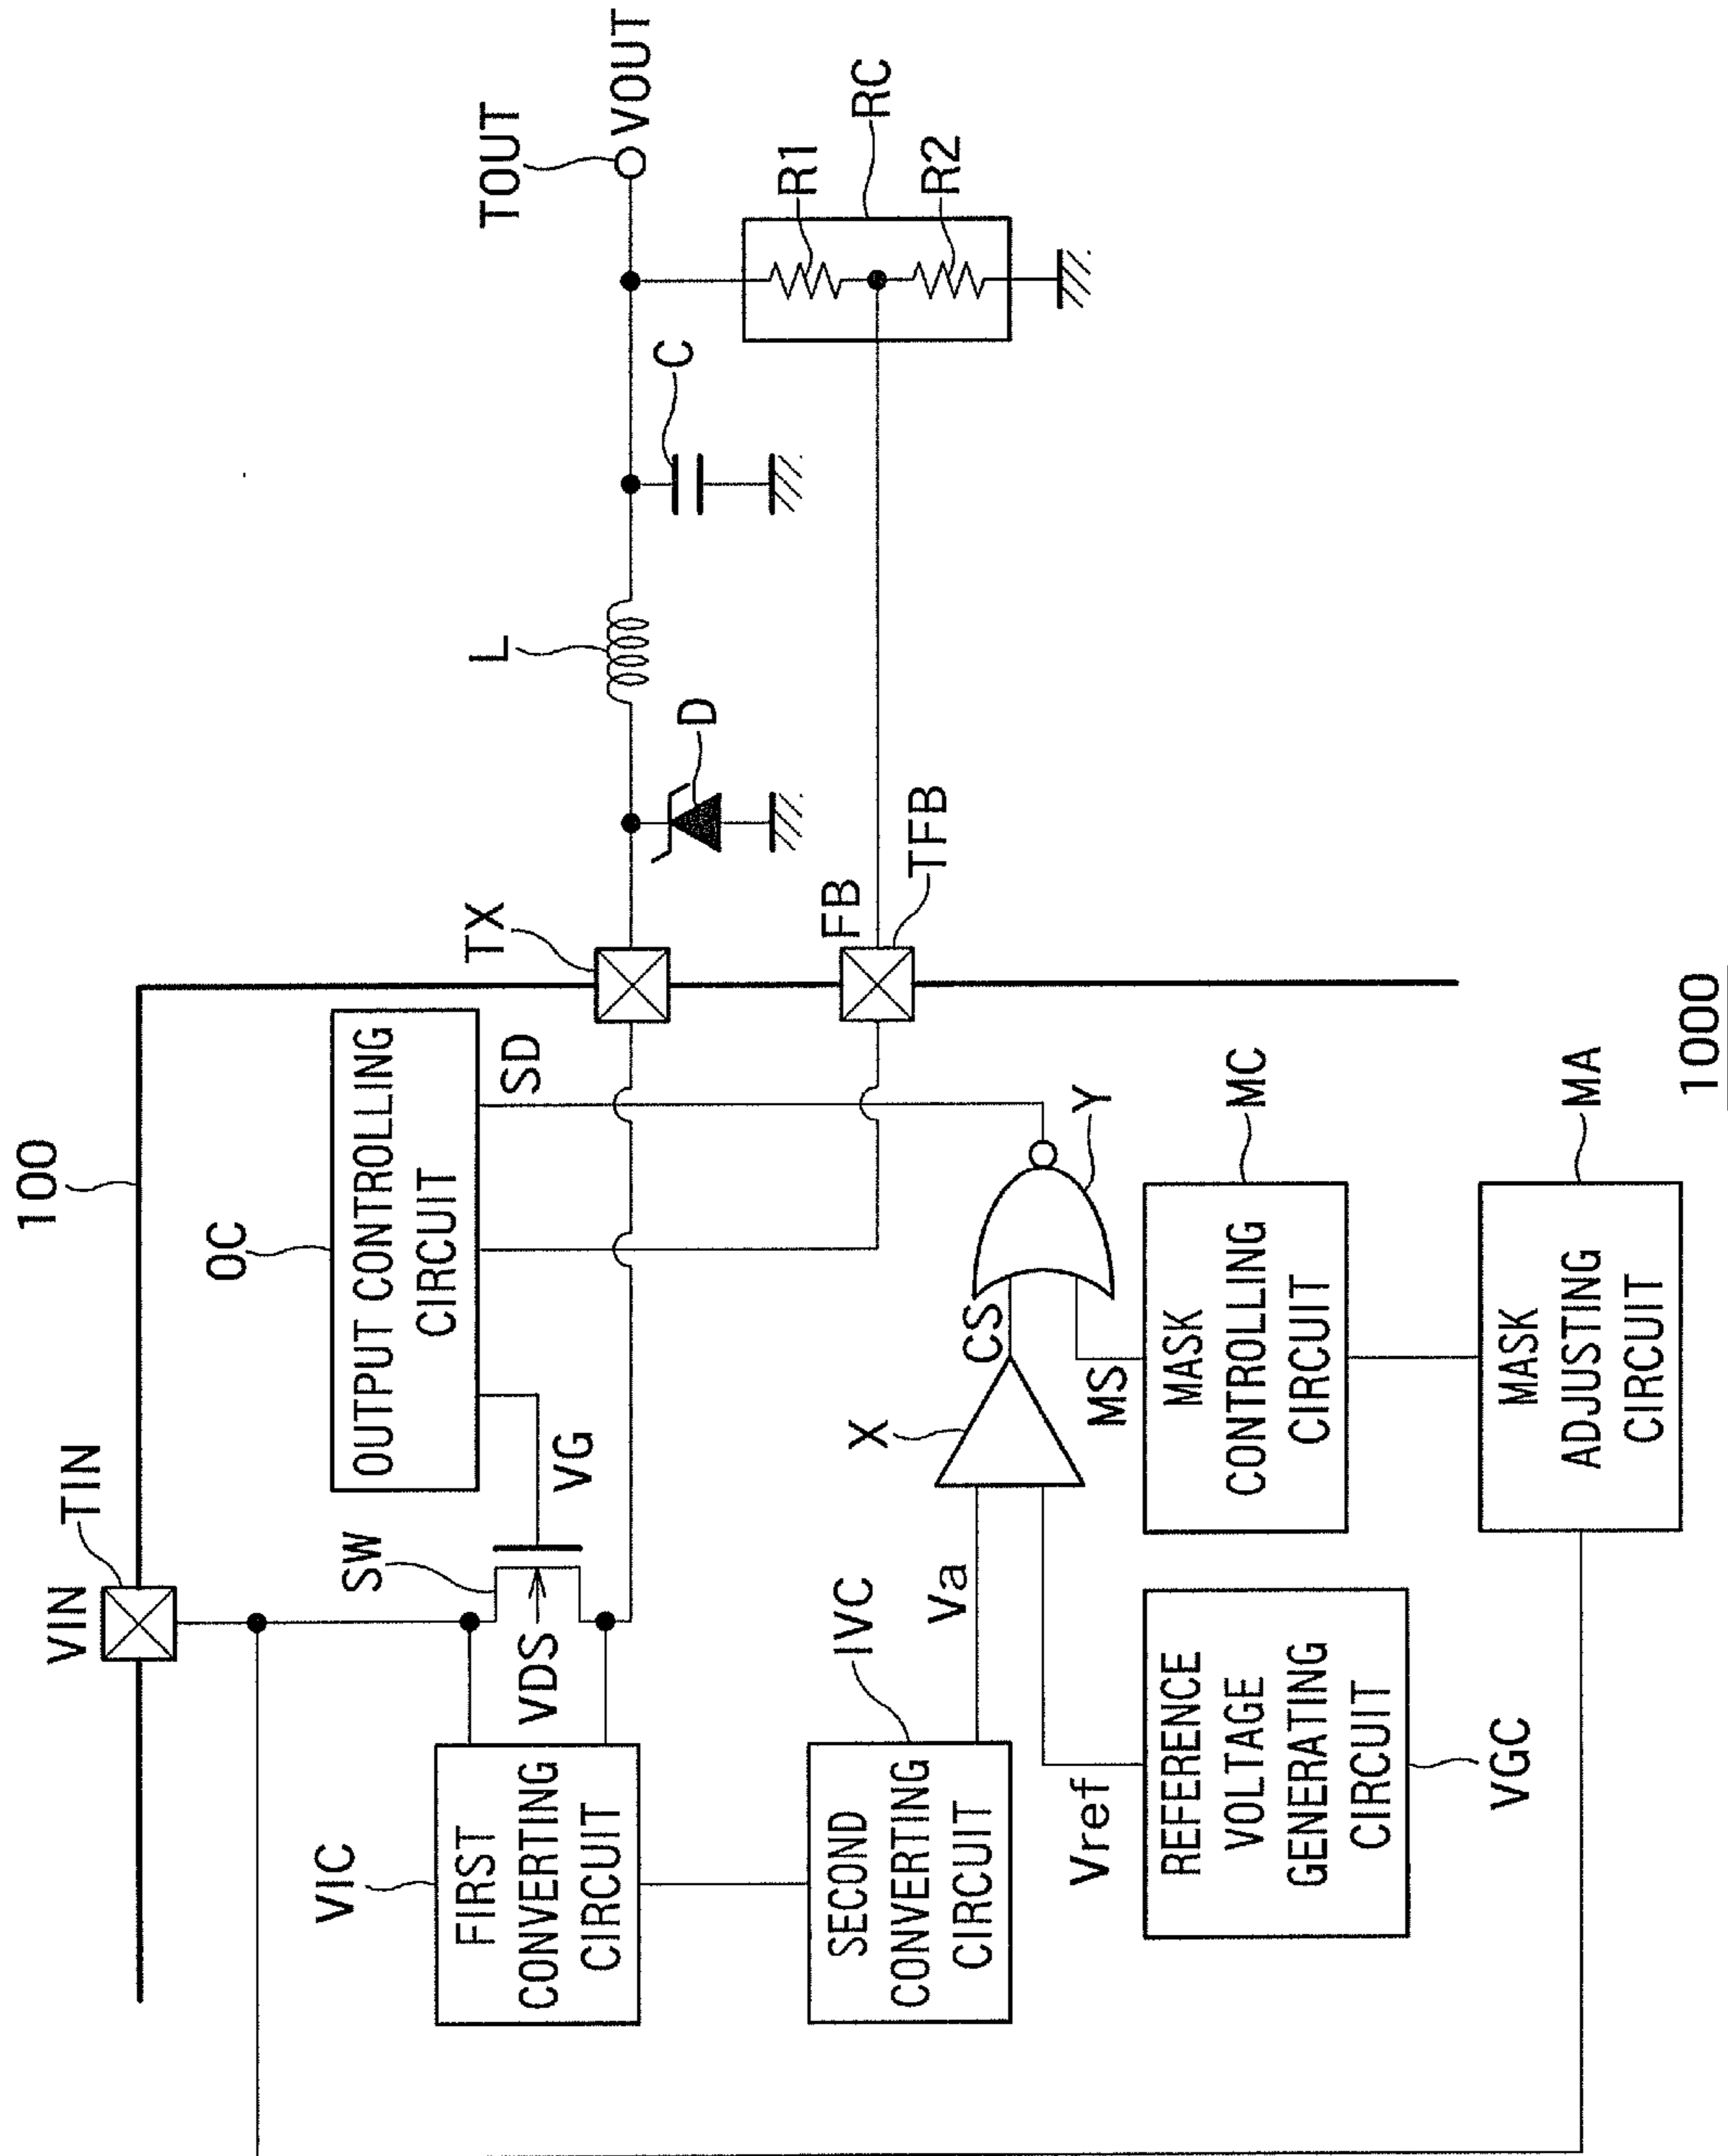 100
VIN
TIN
OC
OUTPUT CONTROLLING
CIRCUIT
SW
VG
VDS
SD
TX
L
D
C
TOUT
VOUT
R1
R2
RC
FB
TFB
VIC
FIRST
CONVERTING
CIRCUIT
SECOND
CONVERTING
CIRCUIT
IVC
Va
X
CS
Y
MS
Vref
REFERENCE
VOLTAGE
GENERATING
CIRCUIT
VGC
MASK
CONTROLLING
CIRCUIT
MC
MASK
ADJUSTING
CIRCUIT
MA
1000